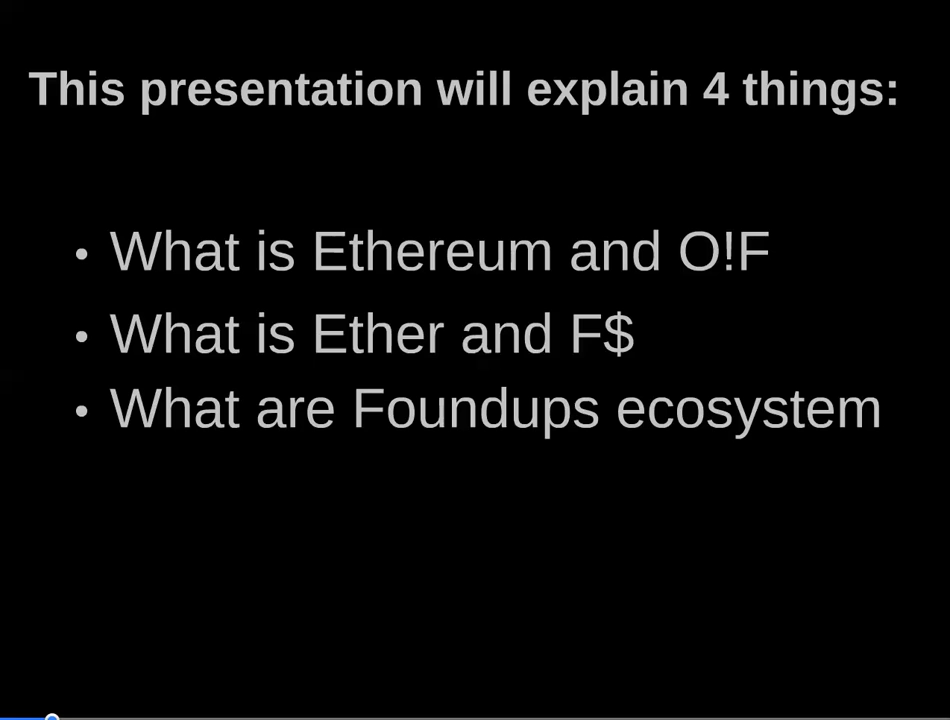 This presentation will explain 4 things:
• What is Ethereum and O!F
• What is Ether and F$
• What are Foundups ecosystem